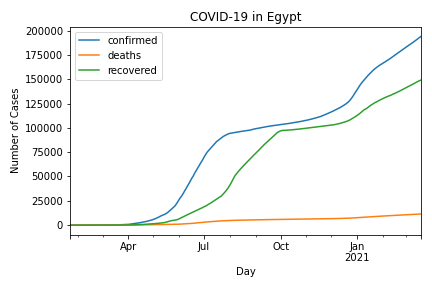 COVID-19 in Egypt
confirmed
deaths
recovered
Number of Cases
200000
175000
150000
125000
100000
75000
50000
25000
0
Apr
Jul
Oct
Jan
2021
Day